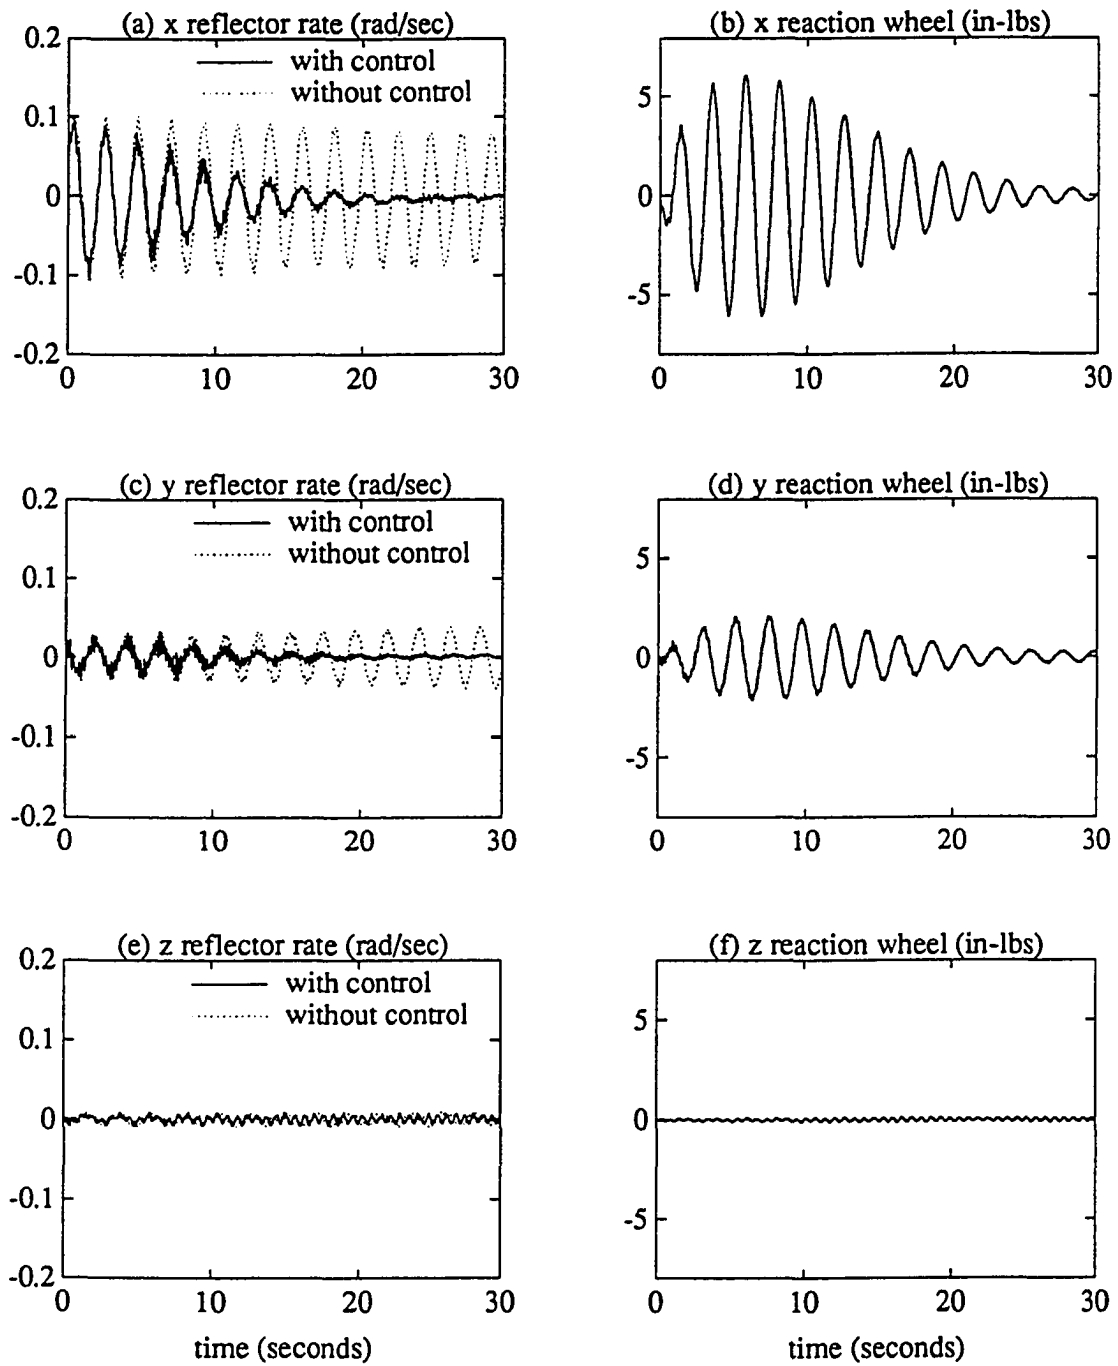 (a) x reflector rate (rad/sec)
0.2
0.1
0
-0.1
-0.2
with control
without control
0 10 20 30
(b) x reaction wheel (in-lbs)
5
0
-5
0 10 20 30
(c) y reflector rate (rad/sec)
0.2
0.1
0
-0.1
-0.2
with control
without control
0 10 20 30
(d) y reaction wheel (in-lbs)
5
0
-5
0 10 20 30
(e) z reflector rate (rad/sec)
0.2
0.1
0
-0.1
-0.2
with control
without control
0 10 20 30
time (seconds)
(f) z reaction wheel (in-lbs)
5
0
-5
0 10 20 30
time (seconds)